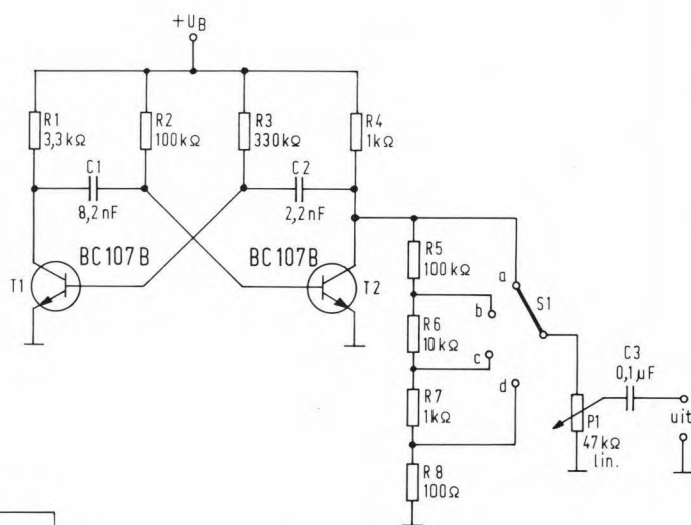 +UB
R1
3,3kΩ
R2
100kΩ
R3
330kΩ
R4
1kΩ
C1
8,2nF
C2
2,2nF
BC107B
BC107B
T1
T2
R5
100kΩ
a
S1
b
R6
10kΩ
c
d
C3
0,1µF
R7
1kΩ
P1
47kΩ
lin.
uit
R8
100Ω